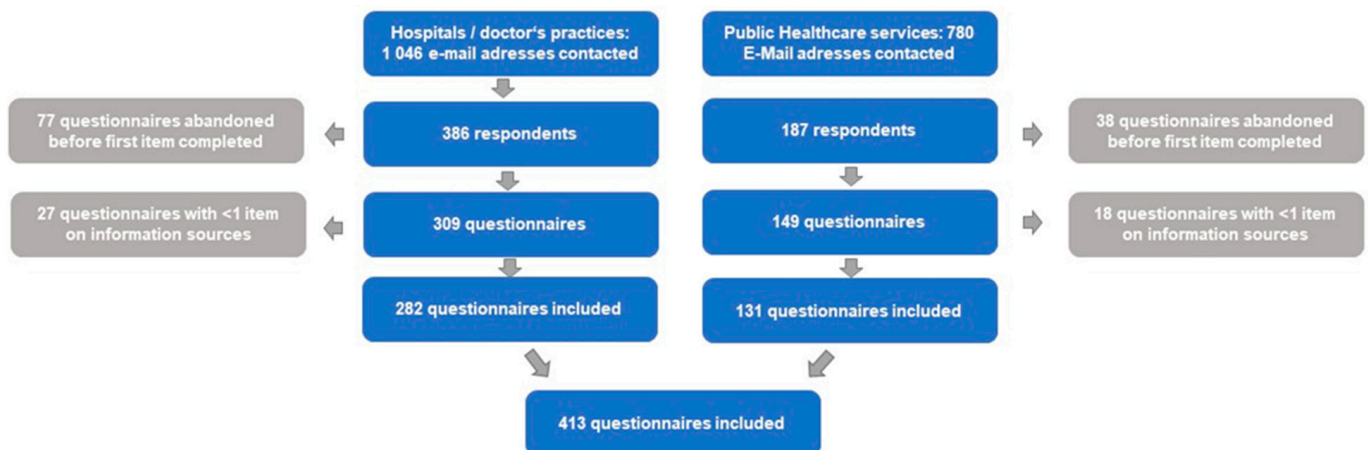 Hospitals / doctor‘s practices:
1 046 e-mail adresses contacted
Public Healthcare services: 780
E-Mail adresses contacted
77 questionnaires abandoned
before first item completed
386 respondents
187 respondents
38 questionnaires abandoned
before first item completed
27 questionnaires with <1 item
on information sources
309 questionnaires
149 questionnaires
18 questionnaires with <1 item
on information sources
282 questionnaires included
131 questionnaires included
413 questionnaires included